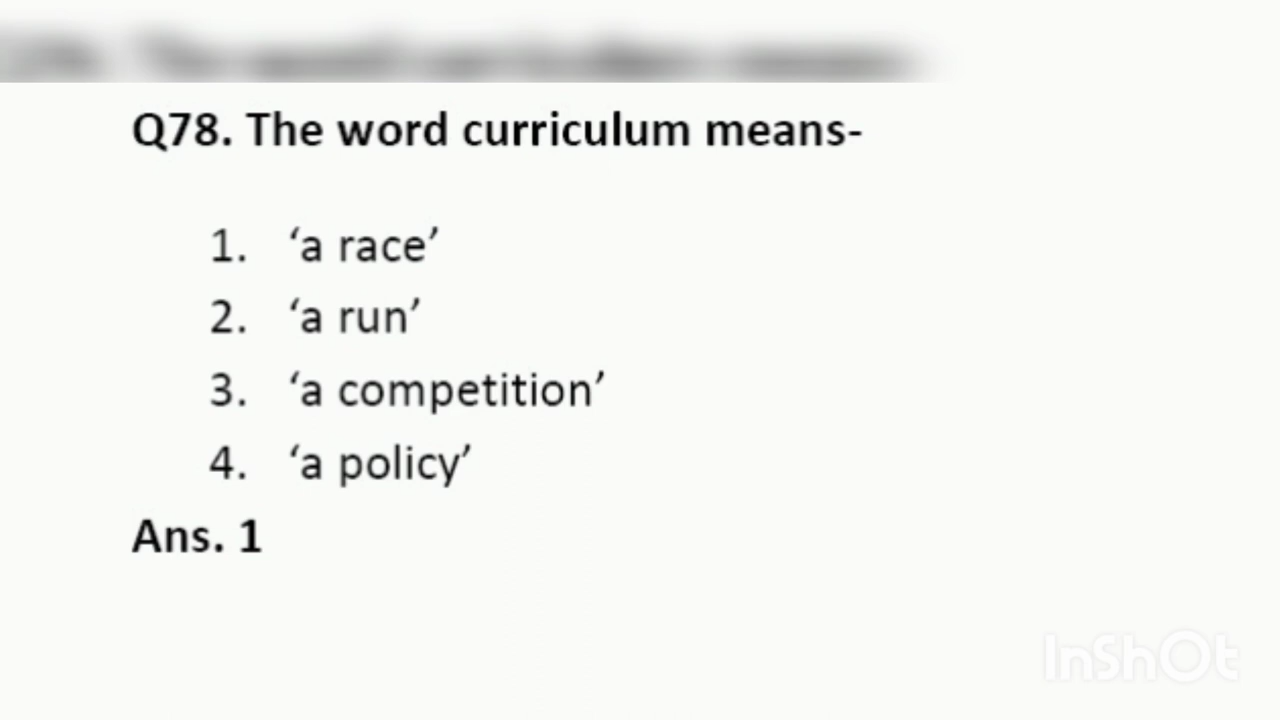 Q78. The word curriculum means-
1. ‘a race’
2. ‘a run’
3. ‘a competition’
4. ‘a policy’
Ans. 1
InShOt